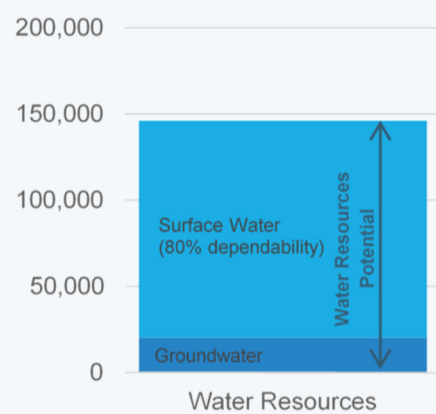 200,000
150,000
100,000
50,000
0
Surface Water
(80% dependability)
Water Resources
Potential
Groundwater
Water Resources